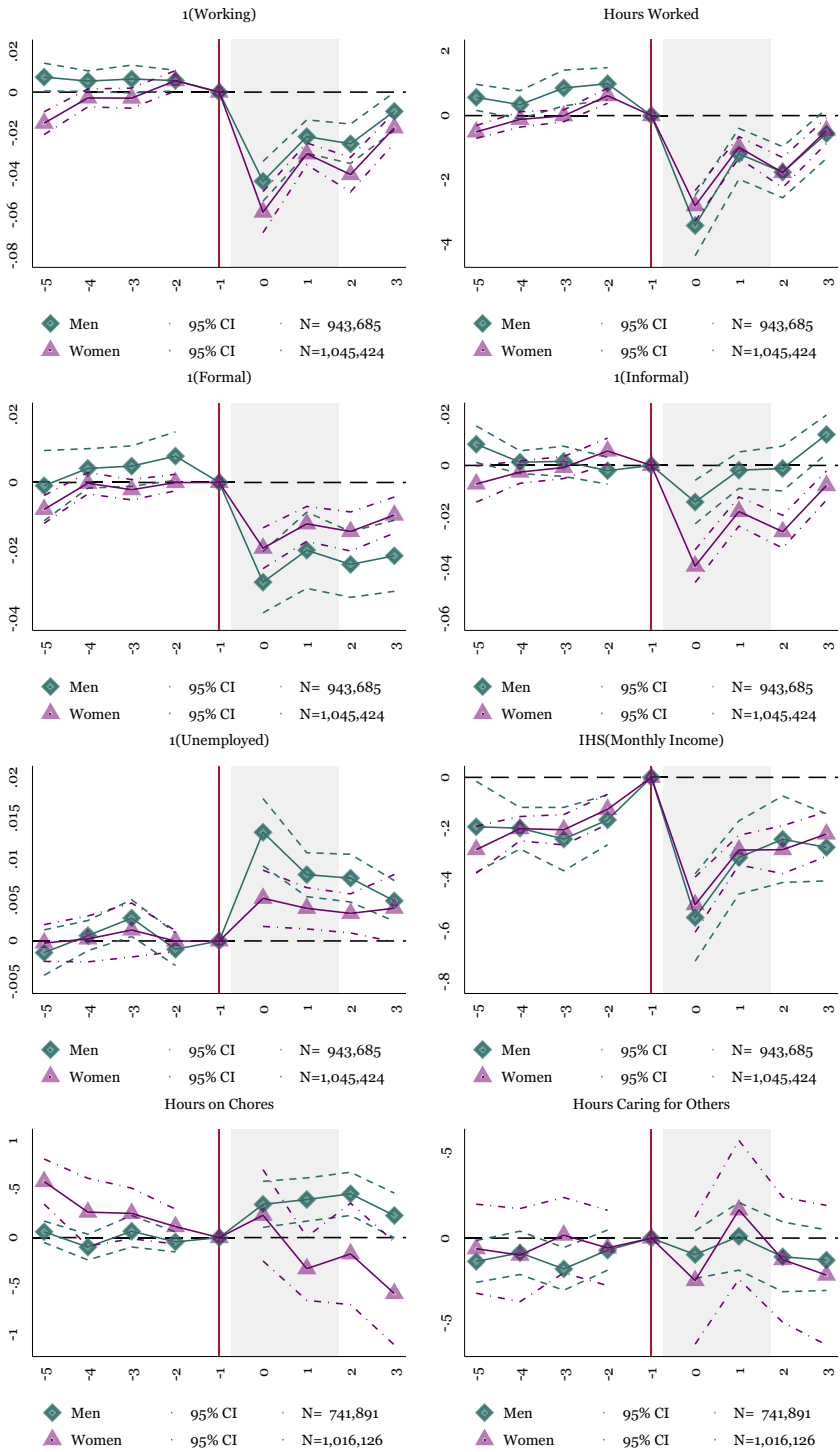 1(Working)
.02
0
-.02
-.04
-.06
-.08
-5 -4 -3 -2 -1 0 1 2 3
Men 95% CI N= 943,685
Women 95% CI N=1,045,424
Hours Worked
2
0
-2
-4
-5 -4 -3 -2 -1 0 1 2 3
Men 95% CI N= 943,685
Women 95% CI N=1,045,424
1(Formal)
.02
0
-.02
-.04
-5 -4 -3 -2 -1 0 1 2 3
Men 95% CI N= 943,685
Women 95% CI N=1,045,424
1(Informal)
.02
0
-.02
-.04
-.06
-5 -4 -3 -2 -1 0 1 2 3
Men 95% CI N= 943,685
Women 95% CI N=1,045,424
1(Unemployed)
.02
.015
.01
.005
0
-.005
-5 -4 -3 -2 -1 0 1 2 3
Men 95% CI N= 943,685
Women 95% CI N=1,045,424
IHS(Monthly Income)
0
-.2
-.4
-.6
-.8
-5 -4 -3 -2 -1 0 1 2 3
Men 95% CI N= 943,685
Women 95% CI N=1,045,424
Hours on Chores
1
.5
0
-.5
-1
-5 -4 -3 -2 -1 0 1 2 3
Men 95% CI N= 741,891
Women 95% CI N=1,016,126
Hours Caring for Others
.5
0
-.5
-5 -4 -3 -2 -1 0 1 2 3
Men 95% CI N= 741,891
Women 95% CI N=1,016,126